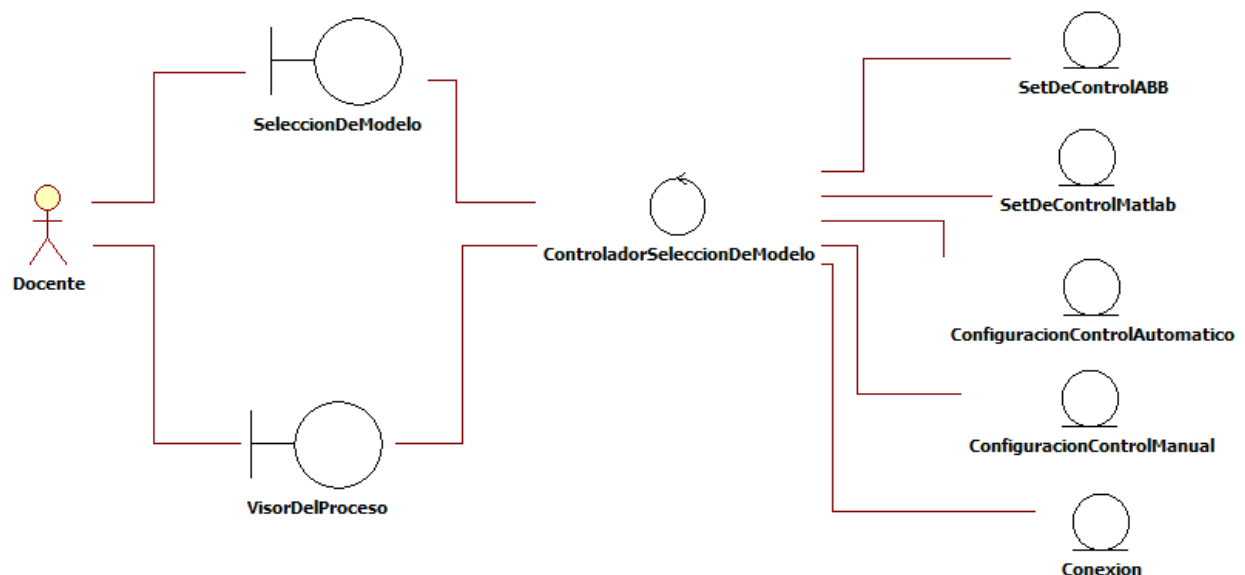 SeleccionDeModelo
SetDeControlABB
SetDeControlMatlab
ControladorSeleccionDeModelo
Docente
ConfiguracionControlAutomatico
ConfiguracionControlManual
VisorDelProceso
Conexion